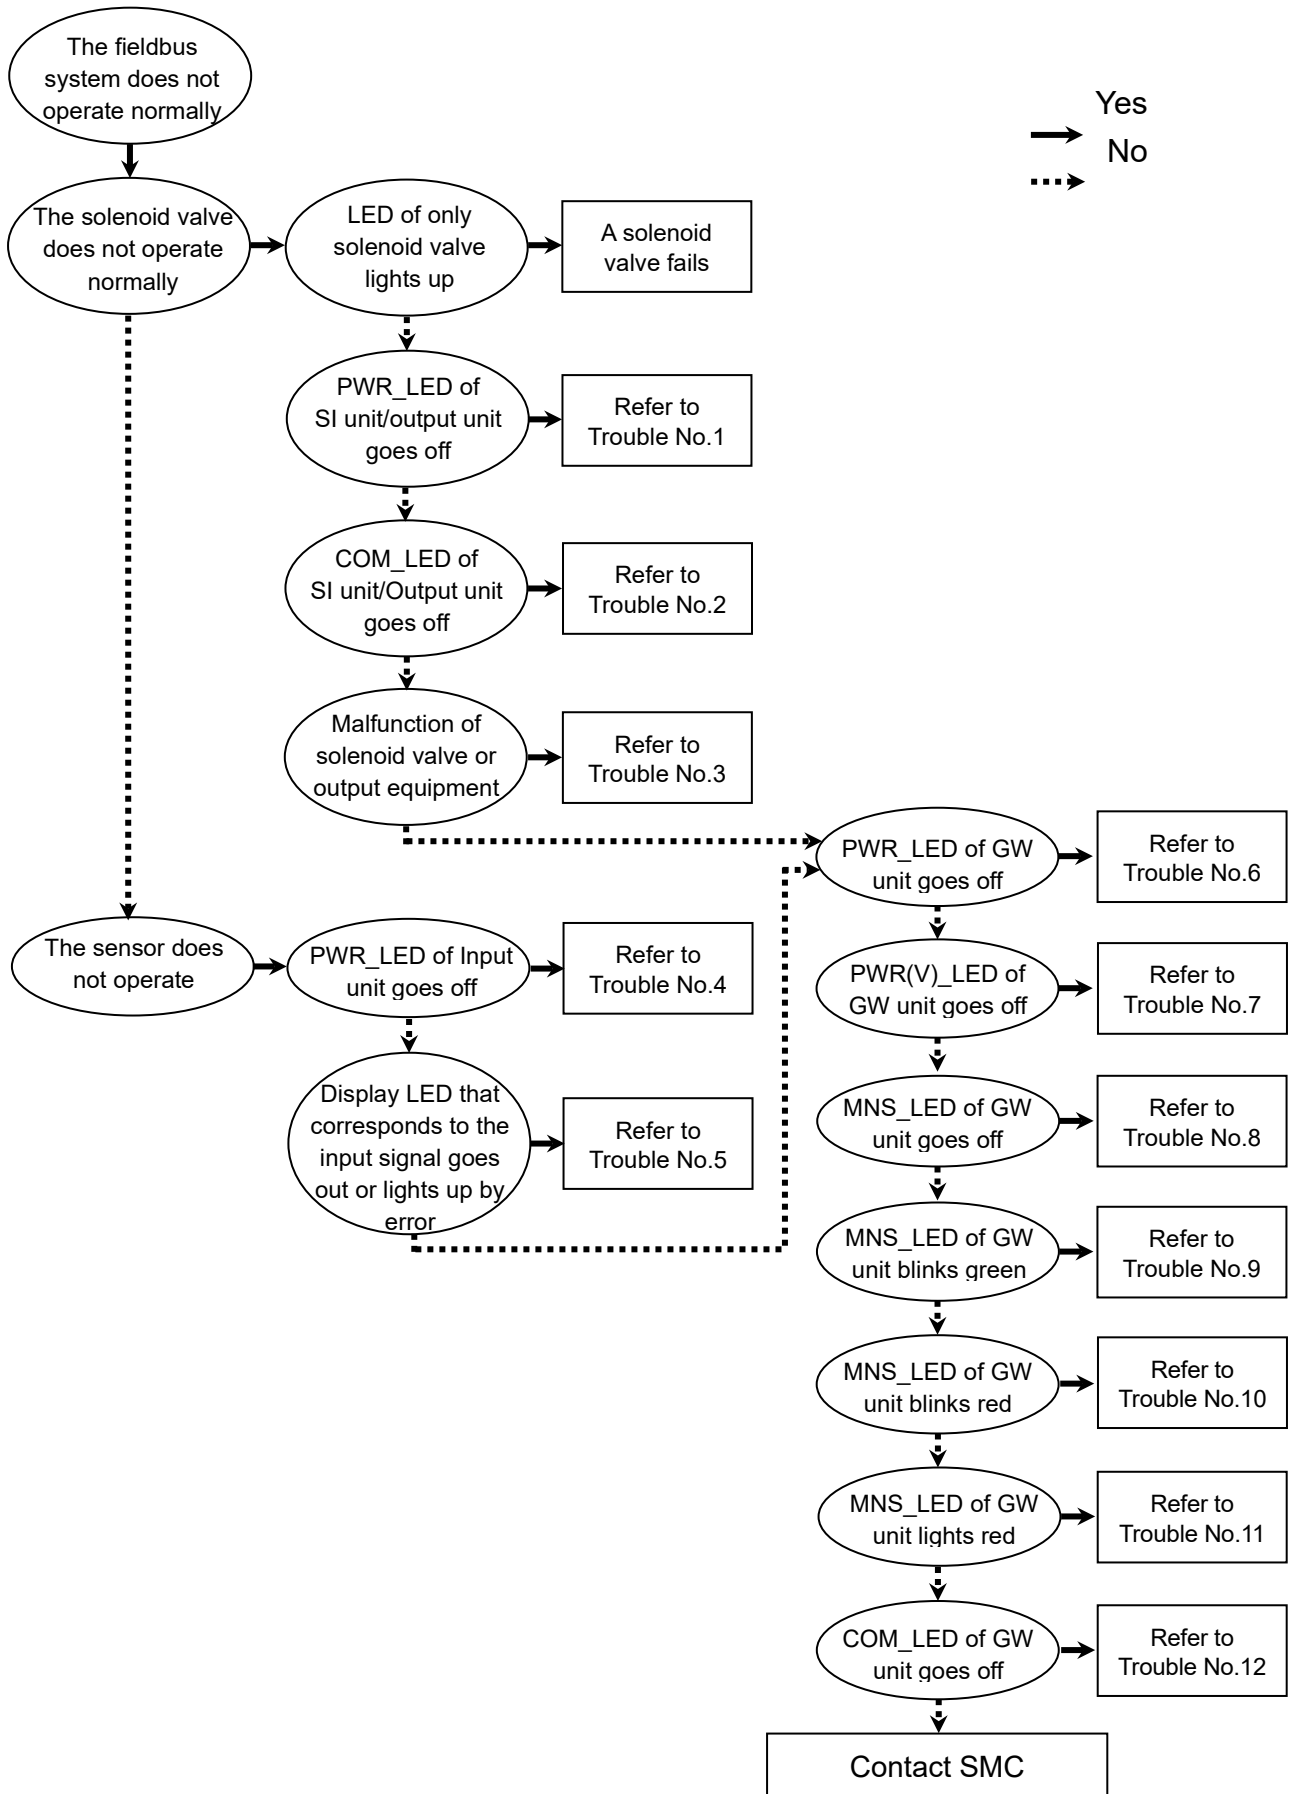 The fieldbus
system does not
operate normally
Yes
No
The solenoid valve
does not operate
normally
LED of only
solenoid valve
lights up
A solenoid
valve fails
PWR_LED of
SI unit/output unit
goes off
Refer to
Trouble No.1
COM_LED of
SI unit/Output unit
goes off
Refer to
Trouble No.2
Malfunction of
solenoid valve or
output equipment
Refer to
Trouble No.3
PWR_LED of GW
unit goes off
Refer to
Trouble No.6
The sensor does
not operate
PWR_LED of Input
unit goes off
Refer to
Trouble No.4
PWR(V)_LED of
GW unit goes off
Refer to
Trouble No.7
Display LED that
corresponds to the
input signal goes
out or lights up by
error
Refer to
Trouble No.5
MNS_LED of GW
unit goes off
Refer to
Trouble No.8
MNS_LED of GW
unit blinks green
Refer to
Trouble No.9
MNS_LED of GW
unit blinks red
Refer to
Trouble No.10
MNS_LED of GW
unit lights red
Refer to
Trouble No.11
COM_LED of GW
unit goes off
Refer to
Trouble No.12
Contact SMC